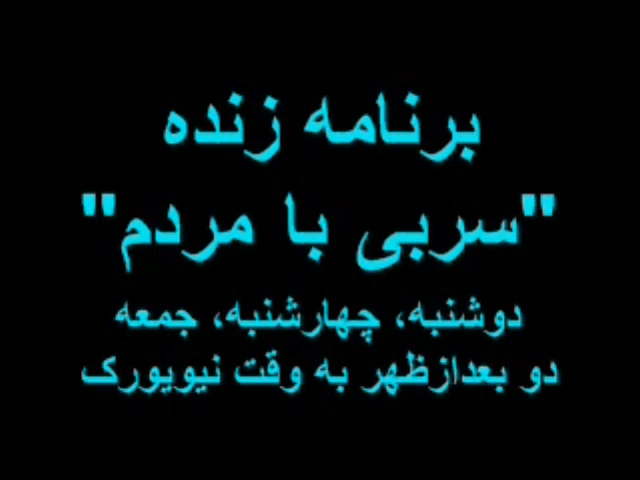 برنامه زنده
"سربی با مردم"
دوشنبه، چهارشنبه، جمعه
دو بعدازظهر به وقت نیویورک